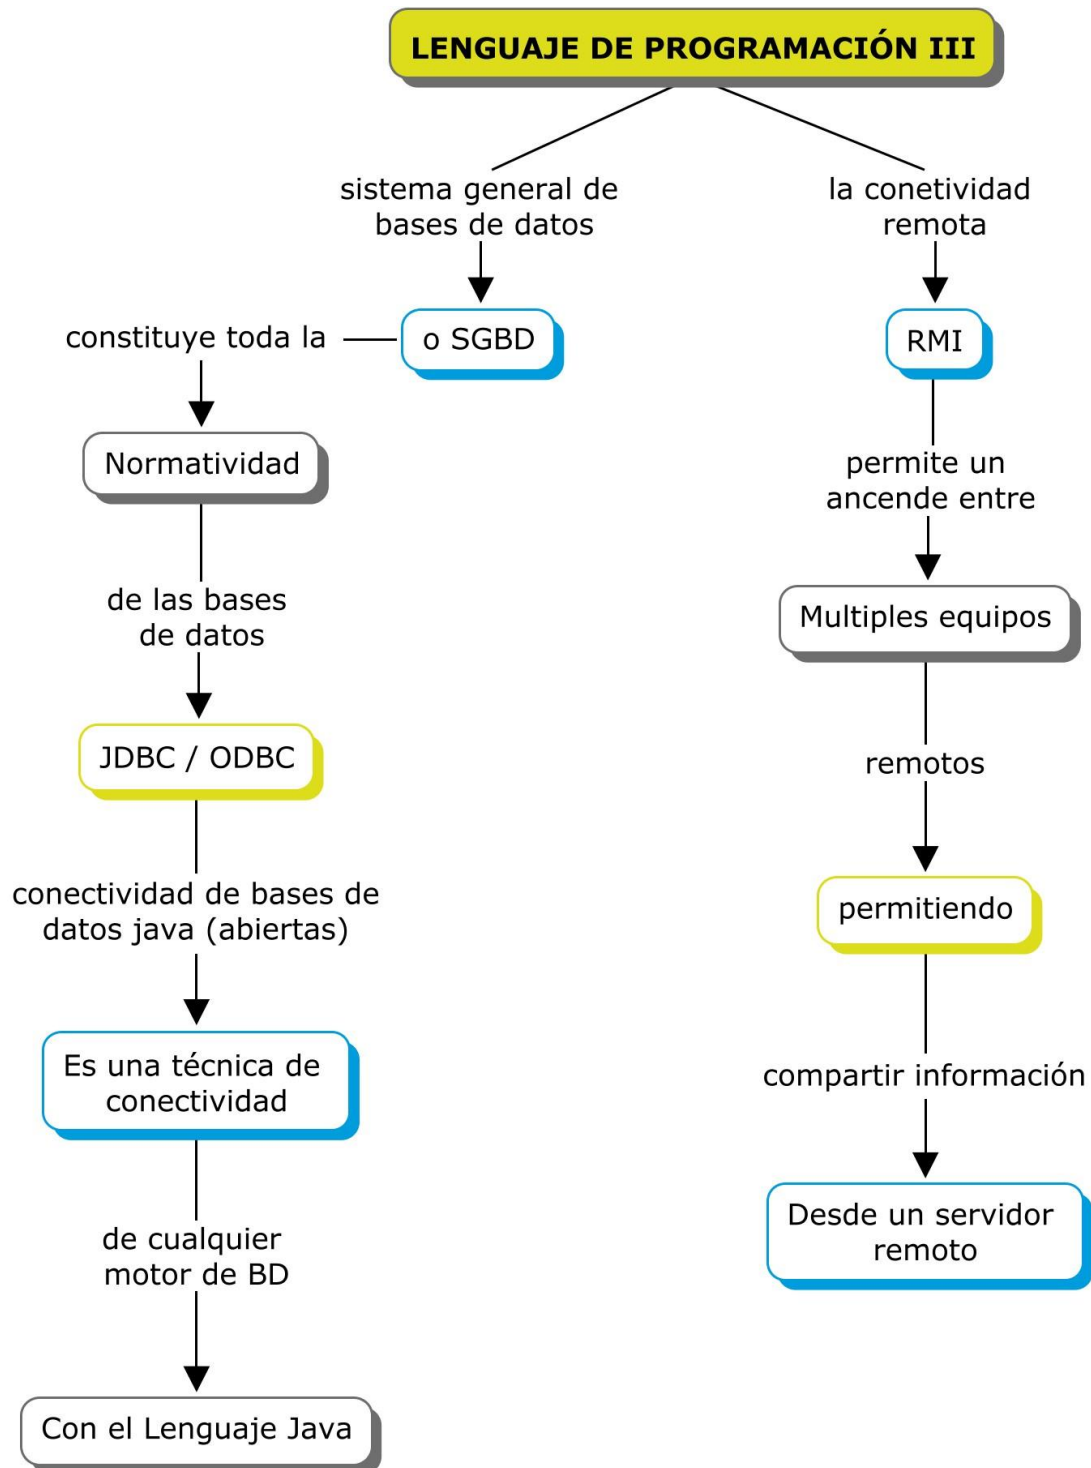 LENGUAJE DE PROGRAMACIÓN III
sistema general de
bases de datos
o SGBD
constituye toda la
Normatividad
de las bases
de datos
JDBC / ODBC
conectividad de bases de
datos java (abiertas)
Es una técnica de
conectividad
de cualquier
motor de BD
Con el Lenguaje Java
la conetividad
remota
RMI
permite un
ancende entre
Multiples equipos
remotos
permitiendo
compartir información
Desde un servidor
remoto